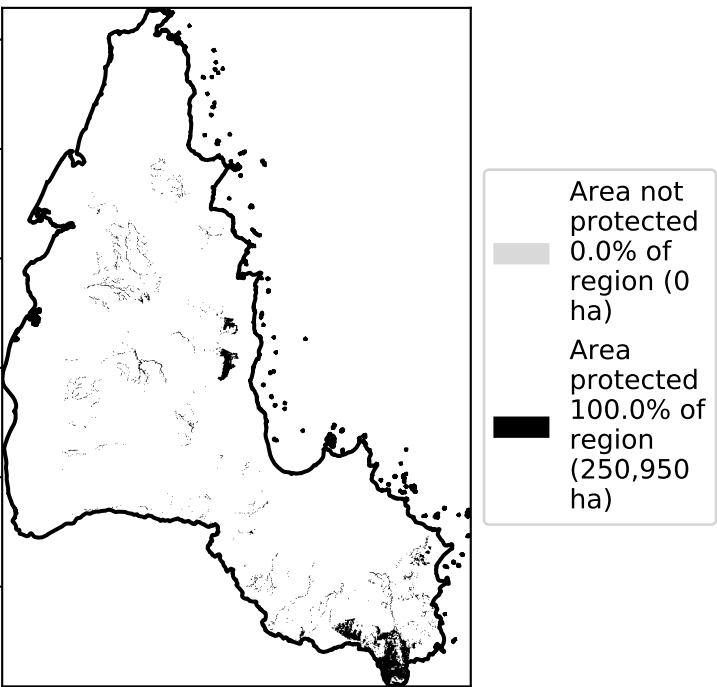 Area not
protected
0.0% of
region (0
ha)
Area
protected
100.0% of
region
(250,950
ha)